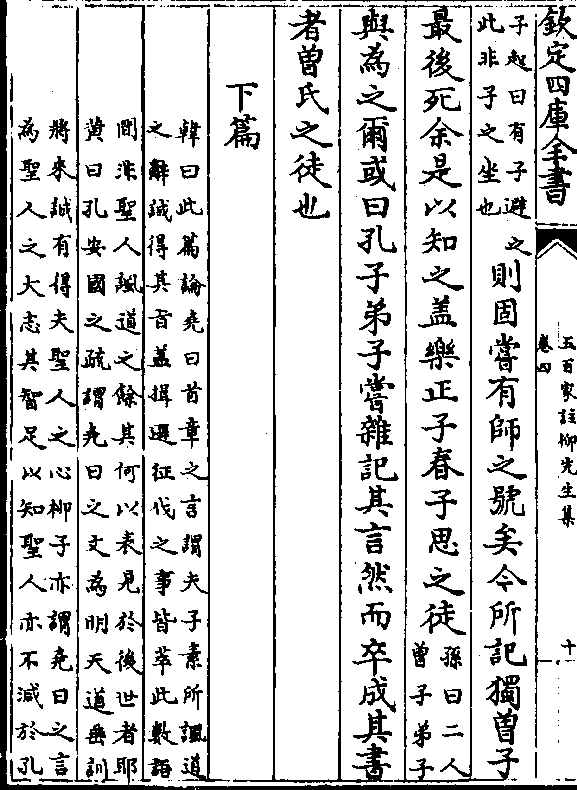 欽定四庫全書
五百家註柳先生集
卷四
十
子起曰有子避之
此非子之坐也
則固嘗有師之號矣今所記獨曾子
最後死余是以知之盖樂正子春子思之徒
孫曰二人
曾子弟子
與為之爾或曰孔子弟子嘗雜記其言然而卒成其書
者曾氏之徒也
下篇
韓曰此篇論堯曰首章之言謂夫子素所諷道
之辭誠得其旨盖揖遜征伐之事皆萃此數語
間非聖人諷道之餘其何以表見於後世者耶
黄曰孔安國之疏謂堯曰之文為明天道垂訓
將來誠有得夫聖人之心柳子亦謂堯曰之言
為聖人之大志其智足以知聖人亦不減於孔